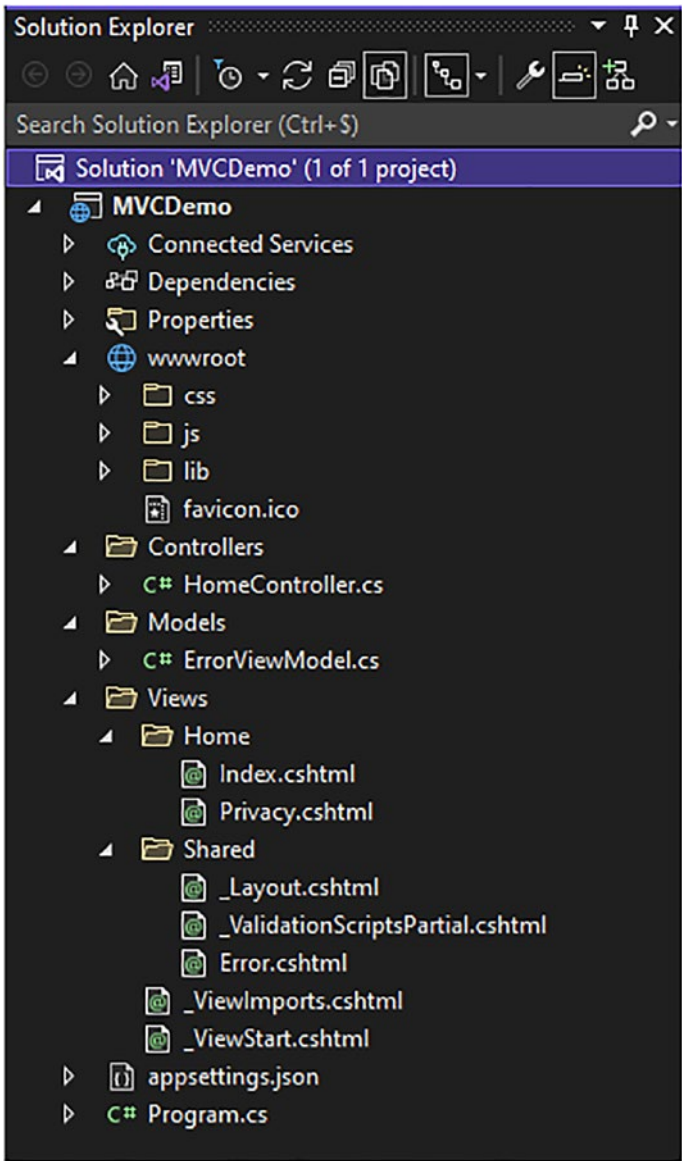 Solution Explorer
Search Solution Explorer (Ctrl+$)
Solution 'MVCDemo' (1 of 1 project)
MVCDemo
Connected Services
Dependencies
Properties
wwwroot
css
js
lib
favicon.ico
Controllers
C# HomeController.cs
Models
C# ErrorViewModel.cs
Views
Home
Index.cshtml
Privacy.cshtml
Shared
_Layout.cshtml
_ValidationScriptsPartial.cshtml
Error.cshtml
_ViewImports.cshtml
_ViewStart.cshtml
appsettings.json
C# Program.cs